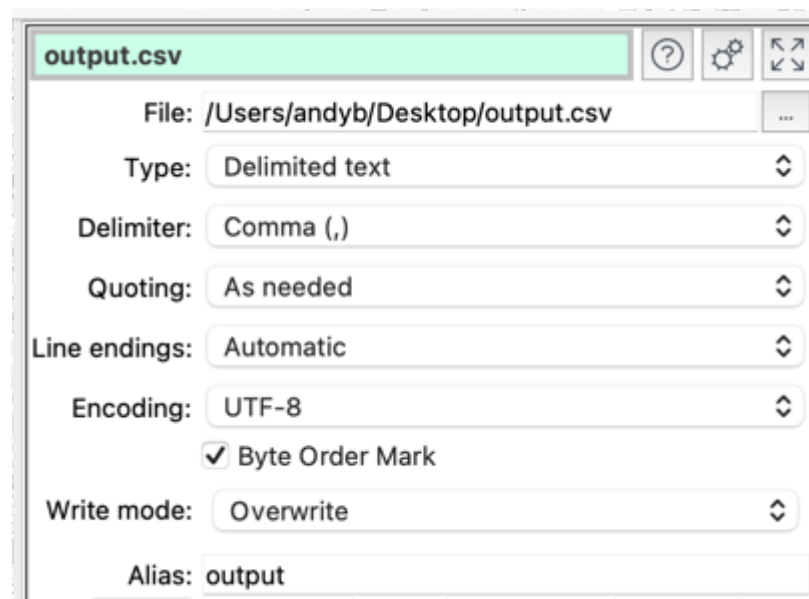 output.csv
File: /Users/andyb/Desktop/output.csv ...
Type: Delimited text
Delimiter: Comma (,)
Quoting: As needed
Line endings: Automatic
Encoding: UTF-8
Byte Order Mark
Write mode: Overwrite
Alias: output